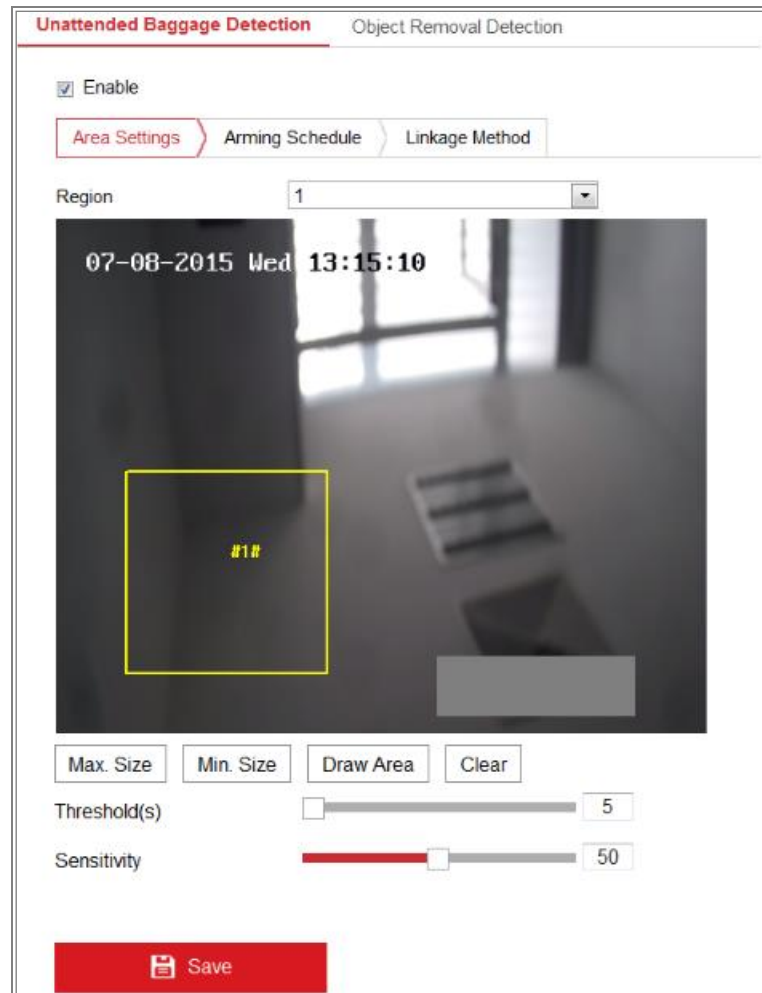 Unattended Baggage Detection Object Removal Detection
Enable
Area Settings Arming Schedule Linkage Method
Region 1
07-08-2015 Wed 13:15:10
#1#
Max. Size Min. Size Draw Area Clear
Threshold(s) 5
Sensitivity 50
Save